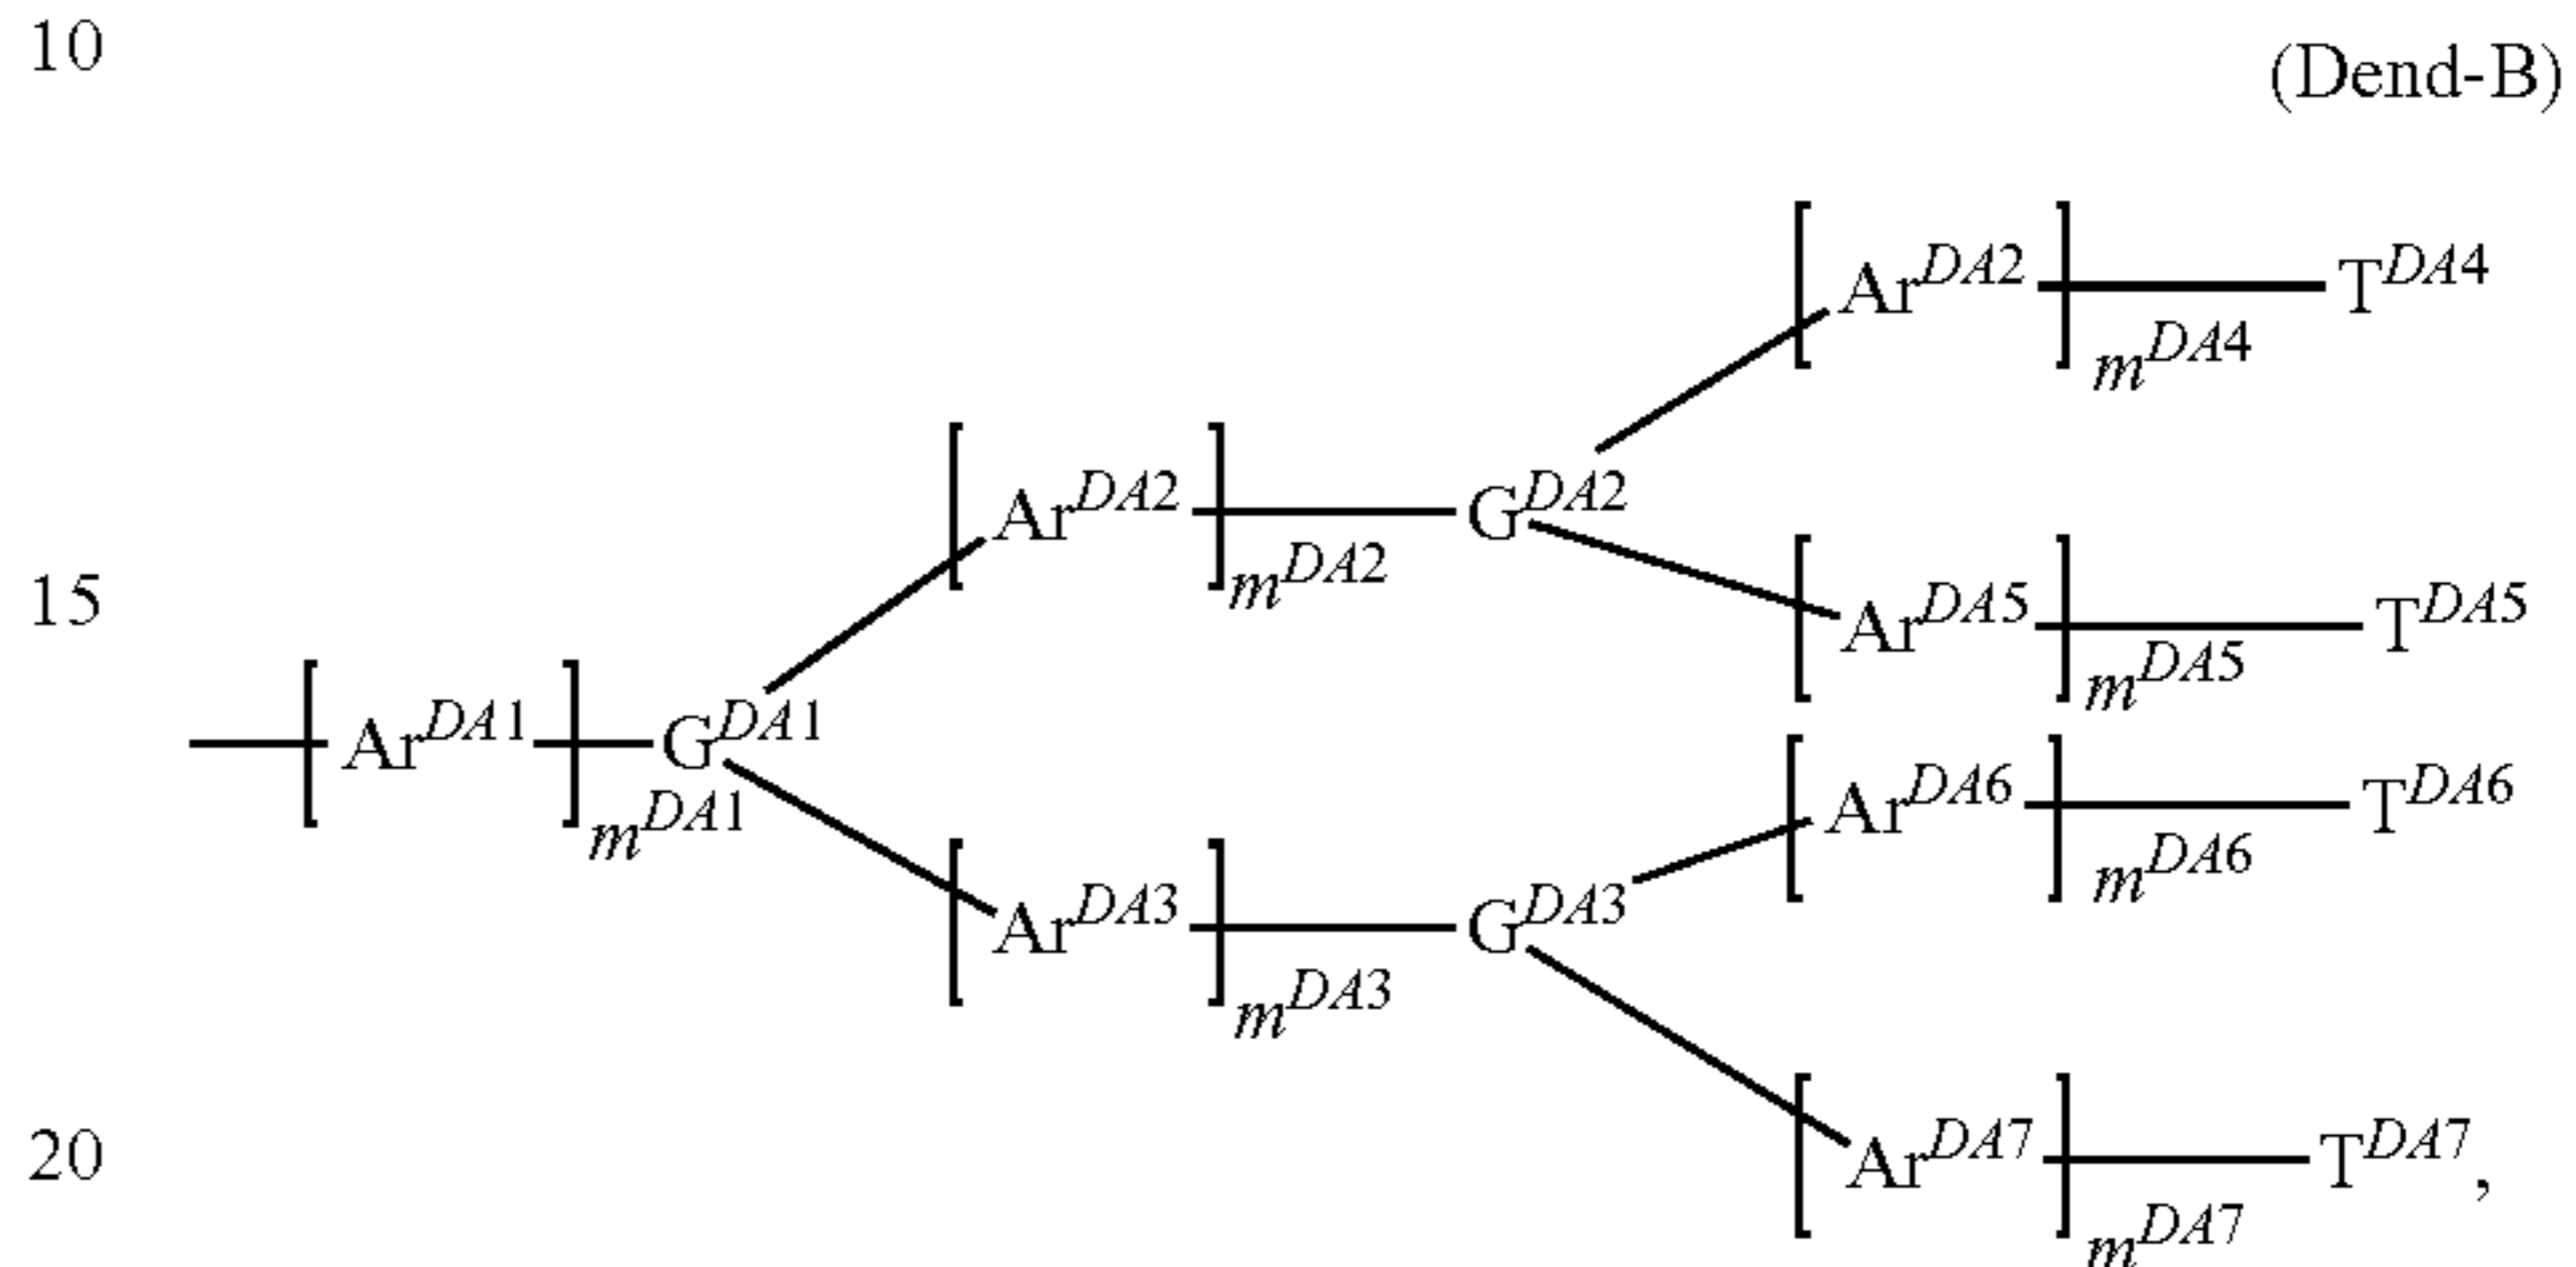 10
(Dend-B)
Ar^DA2 T^DA4
m^DA4
Ar^DA2 G^DA2
m^DA2
15
Ar^DA5 T^DA5
m^DA5
Ar^DA1 G^DA1
m^DA1
Ar^DA6 T^DA6
m^DA6
Ar^DA3 G^DA3
m^DA3
20
Ar^DA7 T^DA7,
m^DA7